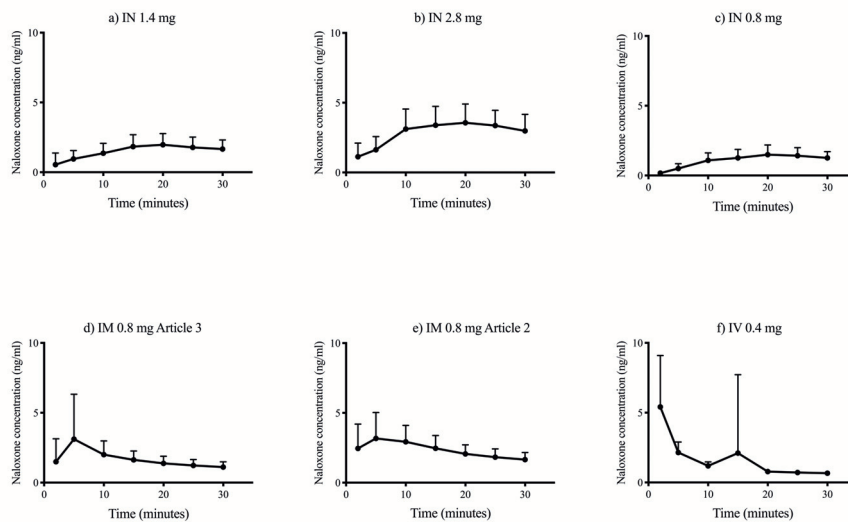 a) IN 1.4 mg
Naloxone concentration (ng/ml)
10
5
0
0 10 20 30
Time (minutes)
b) IN 2.8 mg
Naloxone concentration (ng/ml)
10
5
0
0 10 20 30
Time (minutes)
c) IN 0.8 mg
Naloxone concentration (ng/ml)
10
5
0
0 10 20 30
Time (minutes)
d) IM 0.8 mg Article 3
Naloxone concentration (ng/ml)
10
5
0
0 10 20 30
Time (minutes)
e) IM 0.8 mg Article 2
Naloxone concentration (ng/ml)
10
5
0
0 10 20 30
Time (minutes)
f) IV 0.4 mg
Naloxone concentration (ng/ml)
10
5
0
0 10 20 30
Time (minutes)